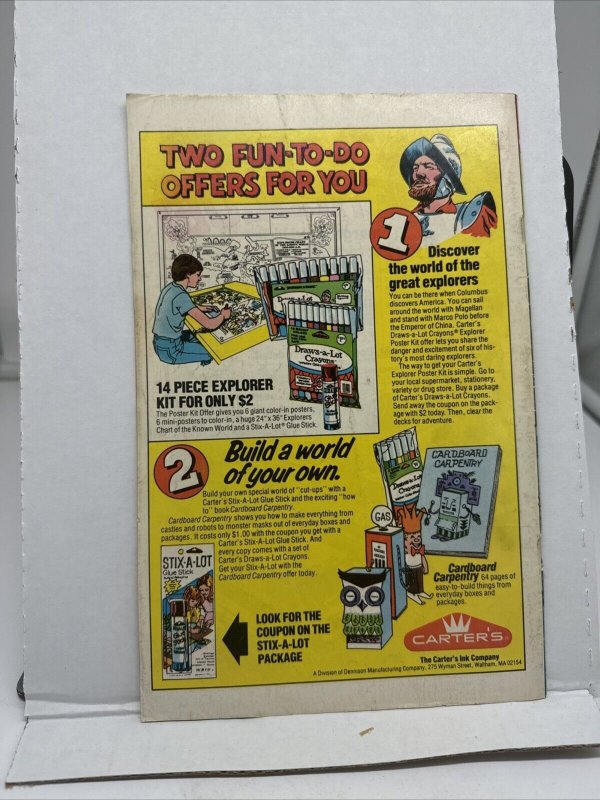 TWO FUN-TO-DO
OFFERS FOR YOU
1
Discover
the world of the
great explorers
You can be there when Columbus
discovers America. You can sail
around the world with Magellan
and stand with Marco Polo before
the Emperor of China. Carter's
Draws-a-Lot Crayons® Explorer
Poster Kit offer lets you share the
danger and excitement of six of his-
tory's most daring explorers.
The way to get your Carter's
Explorer Poster Kit is simple. Go to
your local supermarket, stationery,
variety or drug store. Buy a package
of Carter's Draws-a-Lot Crayons.
Send away the coupon on the pack-
age with $2 today. Then, clear the
decks for adventure.
Draws-a-Lot
Crayons
14 PIECE EXPLORER
KIT FOR ONLY $2
The Poster Kit Offer gives you 6 giant color-in posters,
6 mini-posters to color-in, a huge 24" x 36" Explorers
Chart of the Known World and a Stix-A-Lot® Glue Stick.
2
Build a world
of your own.
Build your own special world of "cut-ups" with a
Carter's Stix-A-Lot Glue Stick and the exciting "how
to" book Cardboard Carpentry.
Cardboard Carpentry shows you how to make everything from
castles and robots to monster masks out of everyday boxes and
packages. It costs only $1.00 with the coupon you get with a
Carter's Stix-A-Lot Glue Stick. And
every copy comes with a set of
Carter's Draws-a-Lot Crayons.
Get your Stix-A-Lot with the
Cardboard Carpentry offer today.
STIX-A-LOT
Glue Stick
LOOK FOR THE
COUPON ON THE
STIX-A-LOT
PACKAGE
Draws-a-Lot
Crayons
GAS
CARDBOARD
CARPENTRY
Cardboard
Carpentry 64 pages of
easy-to-build things from
everyday boxes and
packages.
CARTER'S
The Carter's Ink Company
A Division of Dennison Manufacturing Company, 275 Wyman Street, Waltham, MA 02154